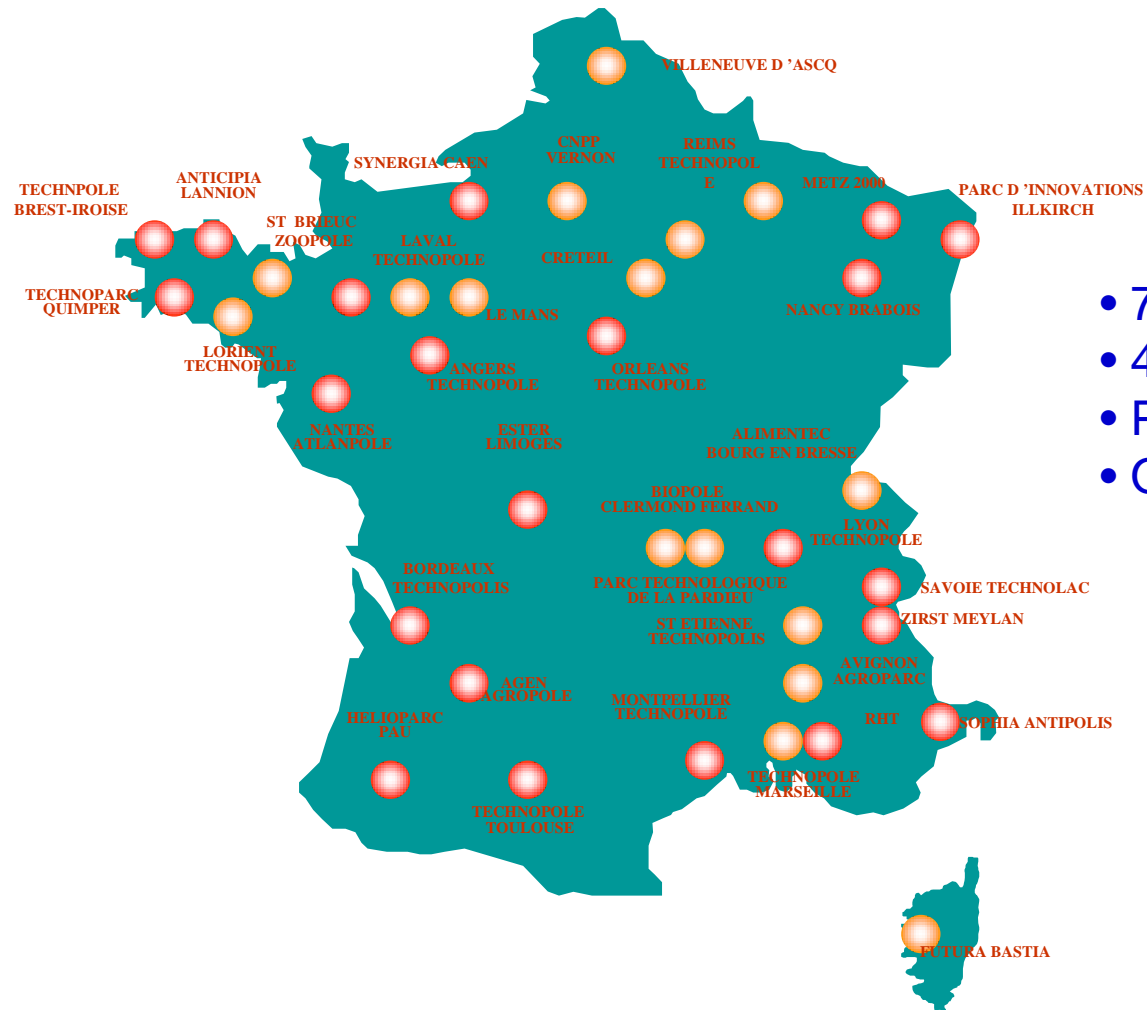 VILLENEUVE D ’ASCQ
CNPP
VERNON
REIMS
TECHNOPOL
E
SYNERGIA CAEN
METZ 2000
ANTICIPIA
LANNION
TECHNPOLE
BREST-IROISE
PARC D ’INNOVATIONS
ILLKIRCH
ST BRIEUC
ZOOPOLE
LAVAL
TECHNOPOLE
CRETEIL
TECHNOPARC
QUIMPER
LE MANS
NANCY BRABOIS
LORIENT
TECHNOPOLE
ANGERS
TECHNOPOLE
ORLEANS
TECHNOPOLE
NANTES
ATLANPOLE
ESTER
LIMOGES
ALIMENTEC
BOURG EN BRESSE
BIOPOLE
CLERMOND FERRAND
LYON
TECHNOPOLE
BORDEAUX
TECHNOPOLIS
PARC TECHNOLOGIQUE
DE LA PARDIEU
SAVOIE TECHNOLAC
ST ETIENNE
TECHNOPOLIS
ZIRST MEYLAN
AVIGNON
AGROPARC
AGEN
AGROPOLE
MONTPELLIER
TECHNOPOLE
HELIOPARC
PAU
RHT
SOPHIA ANTIPOLIS
TECHNOPOLE
MARSEILLE
TECHNOPOLE
TOULOUSE
FUTURA BASTIA
• 7
• 4